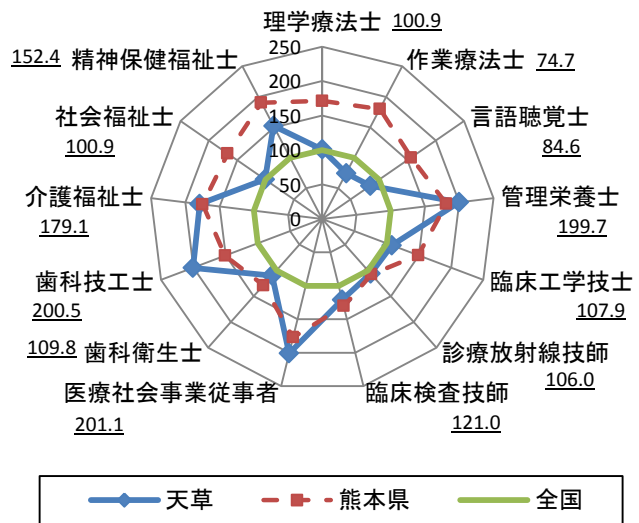 理学療法士 100.9
作業療法士 74.7
言語聴覚士
84.6
管理栄養士
199.7
臨床工学技士
107.9
診療放射線技師
106.0
臨床検査技師
121.0
医療社会事業従事者
201.1
歯科衛生士
109.8
歯科技工士
200.5
介護福祉士
179.1
社会福祉士
100.9
152.4 精神保健福祉士
250
200
150
100
50
0
天草
熊本県
全国